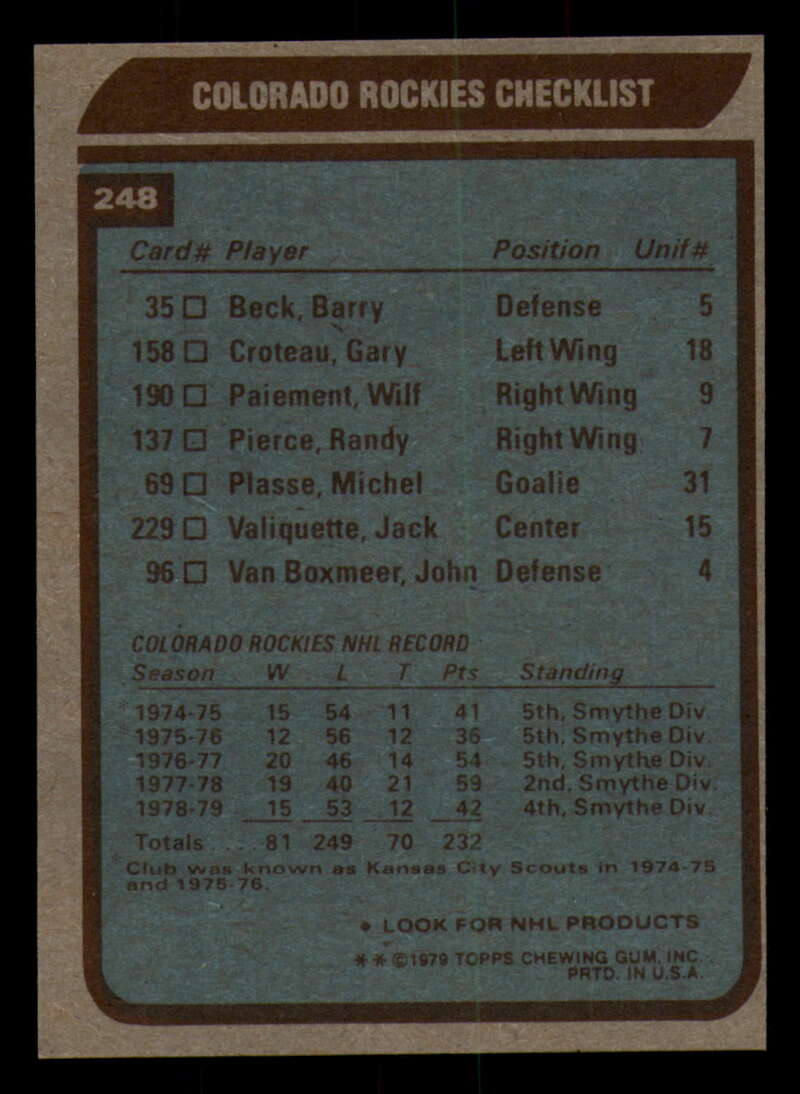 COLORADO ROCKIES CHECKLIST
248
Card# Player Position Unif#
35 □ Beck, Barry Defense 5
158 □ Croteau, Gary Left Wing 18
190 □ Paiement, Wilf Right Wing 9
137 □ Pierce, Randy Right Wing 7
69 □ Plasse, Michel Goalie 31
229 □ Valiquette, Jack Center 15
96 □ Van Boxmeer, John Defense 4
COLORADO ROCKIES NHL RECORD
Season W L T Pts Standing
*1974-75 15 54 11 41 5th, Smythe Div.
*1975-76 12 56 12 36 5th, Smythe Div.
1976-77 20 46 14 54 5th, Smythe Div.
1977-78 19 40 21 59 2nd, Smythe Div.
1978-79 15 53 12 42 4th, Smythe Div.
Totals .... 81 249 70 232
*Club was known as Kansas City Scouts in 1974-75
and 1975-76.
• LOOK FOR NHL PRODUCTS
** ©1979 TOPPS CHEWING GUM, INC.
PRTD. IN U.S.A.